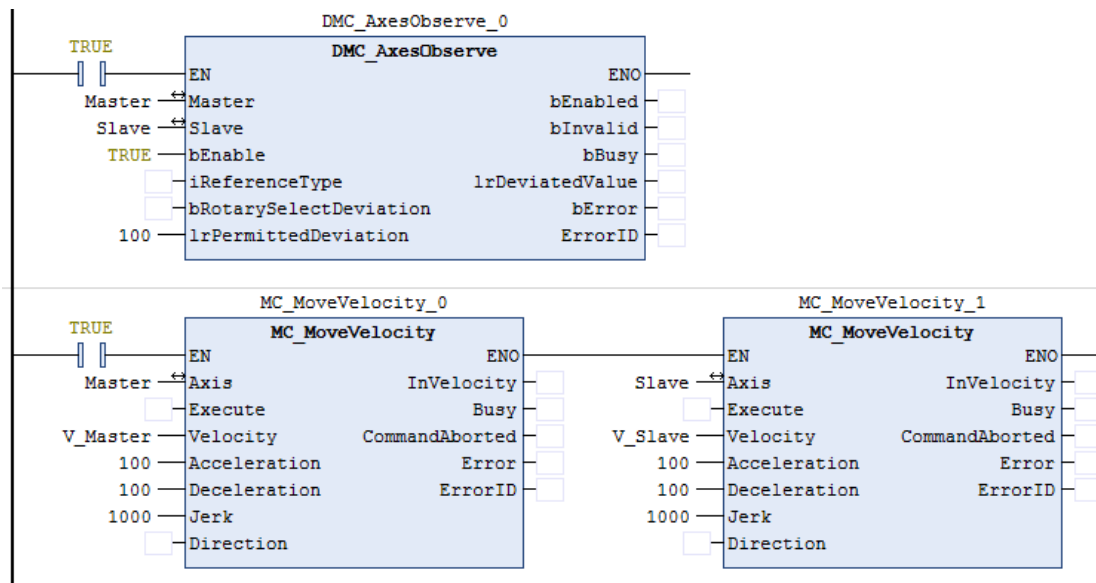 DMC_AxesObserve_0
TRUE DMC_AxesObserve
EN ENO
Master Master bEnabled
Slave Slave bInvalid
TRUE bEnable bBusy
iReferenceType lrDeviatedValue
bRotarySelectDeviation bError
100 lrPermittedDeviation ErrorID
MC_MoveVelocity_0 MC_MoveVelocity_1
TRUE MC_MoveVelocity MC_MoveVelocity
EN ENO EN ENO
Master Axis InVelocity Slave Axis InVelocity
Execute Busy Execute Busy
V_Master Velocity CommandAborted V_Slave Velocity CommandAborted
100 Acceleration Error 100 Acceleration Error
100 Deceleration ErrorID 100 Deceleration ErrorID
1000 Jerk 1000 Jerk
Direction Direction